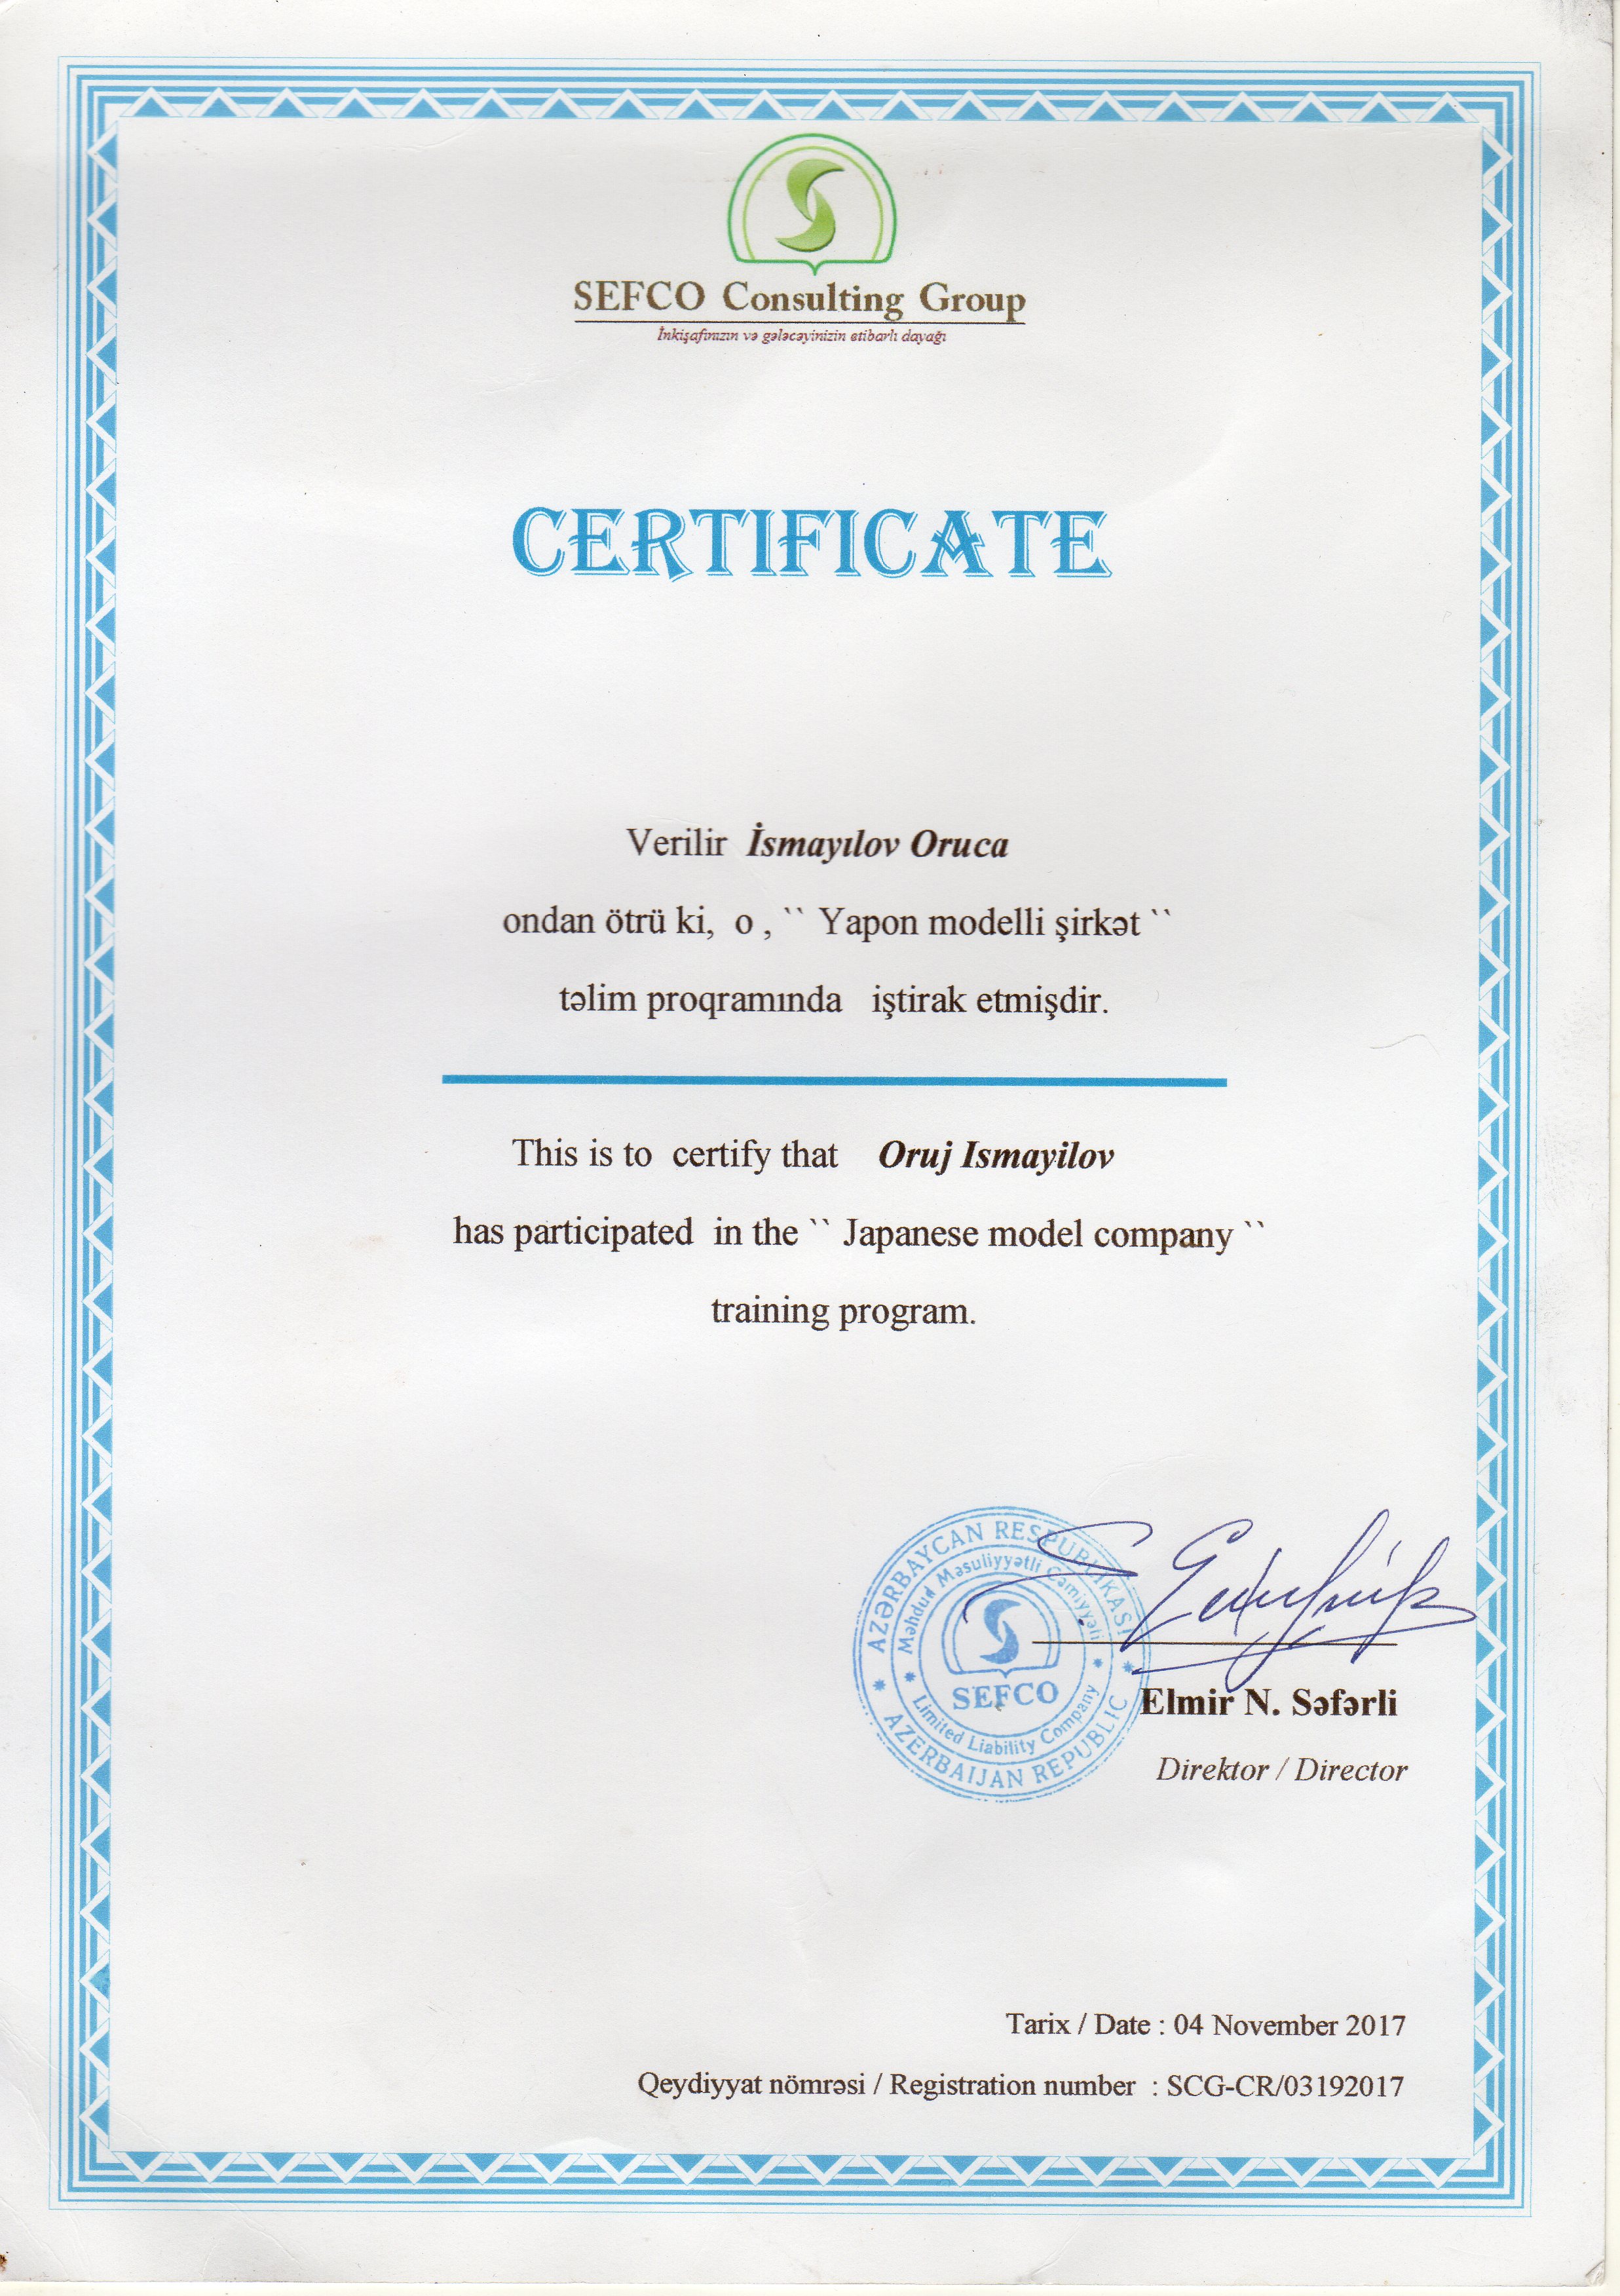 SEFCO Consulting Group
İnkişafınızın və gələcəyinizin etibarlı dayağı
CERTIFICATE
Verilir İsmayılov Oruca
ondan ötrü ki, o , `` Yapon modelli şirkət ``
təlim proqramında iştirak etmişdir.
This is to certify that Oruj Ismayilov
has participated in the `` Japanese model company ``
training program.
AZƏRBAYCAN RESPUBLİKASI
Məhdud Məsuliyyətli Cəmiyyəti
SEFCO
Limited Liability Company
AZERBAIJAN REPUBLIC
Elmir N. Səfərli
Direktor / Director
Tarix / Date : 04 November 2017
Qeydiyyat nömrəsi / Registration number : SCG-CR/03192017